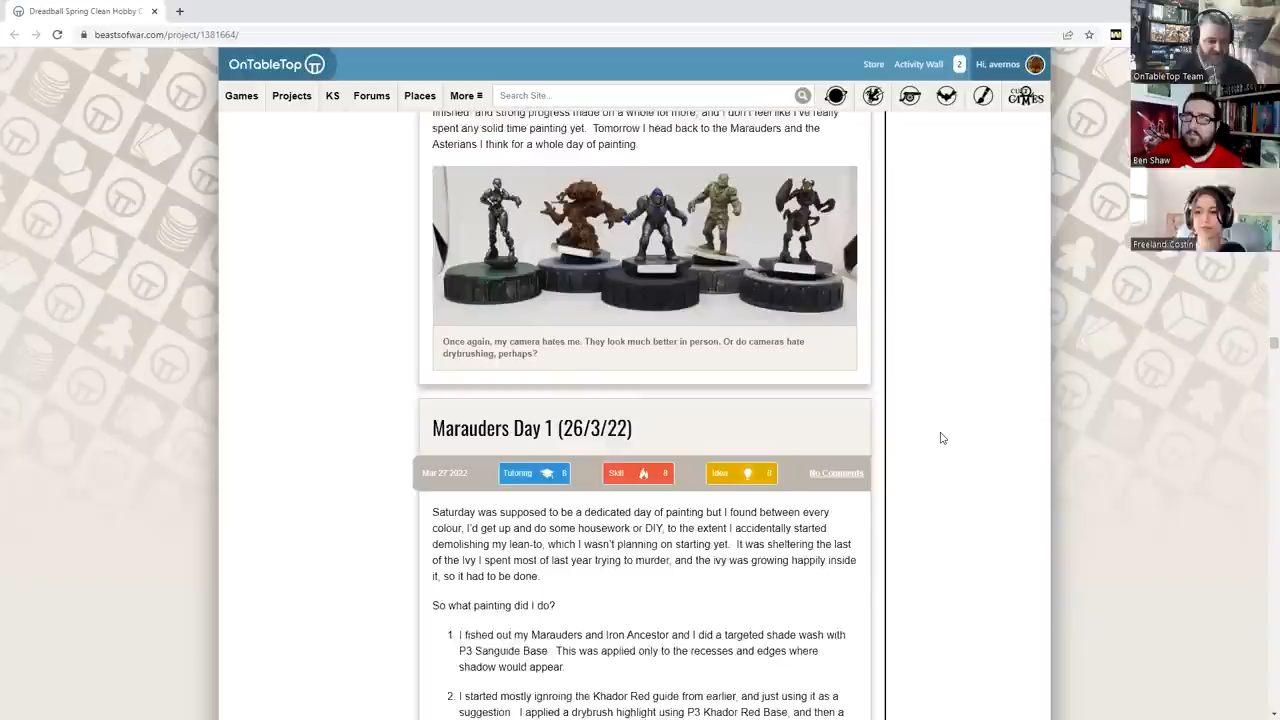 Dreadball Spring Clean Hobby C
beastsofwar.com/project/1381664/
OnTableTop
Store Activity Wall 2 Hi, avernos
Games Projects KS Forums Places More Search Site...
OnTableTop Team
Ben Shaw
Freeland Costin
finished and strong progress made on a whole lot more, and I don't feel like I've really
spent any solid time painting yet. Tomorrow I head back to the Marauders and the
Asterians I think for a whole day of painting.
Once again, my camera hates me. They look much better in person. Or do cameras hate
drybrushing, perhaps?
Marauders Day 1 (26/3/22)
Mar 27 2022 Tutoring 8 Skill 8 Idea 8 No Comments
Saturday was supposed to be a dedicated day of painting but I found between every
colour, I'd get up and do some housework or DIY, to the extent I accidentally started
demolishing my lean-to, which I wasn't planning on starting yet. It was sheltering the last
of the Ivy I spent most of last year trying to murder, and the ivy was growing happily inside
it, so it had to be done.
So what painting did I do?
1. I fished out my Marauders and Iron Ancestor and I did a targeted shade wash with
P3 Sanguide Base. This was applied only to the recesses and edges where
shadow would appear.
2. I started mostly ignroing the Khador Red guide from earlier, and just using it as a
suggestion. I applied a drybrush highlight using P3 Khador Red Base, and then a